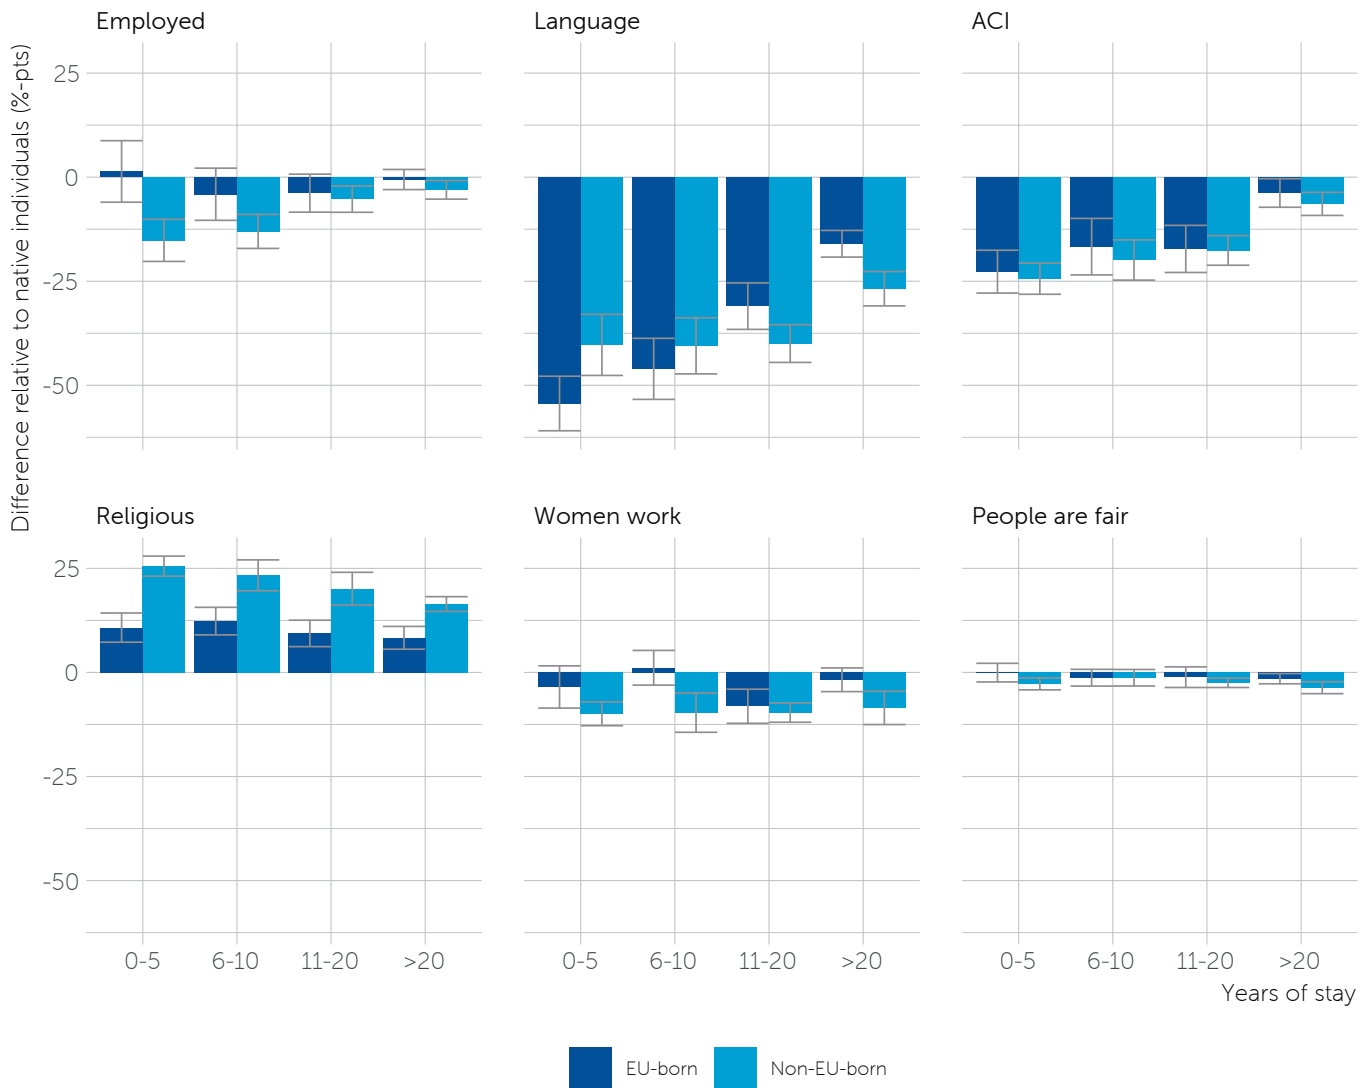 Difference relative to native individuals (%-pts)
Employed
Language
ACI
25
0
-25
-50
Religious
Women work
People are fair
25
0
-25
-50
0-5 6-10 11-20 >20
0-5 6-10 11-20 >20
0-5 6-10 11-20 >20
Years of stay
EU-born
Non-EU-born